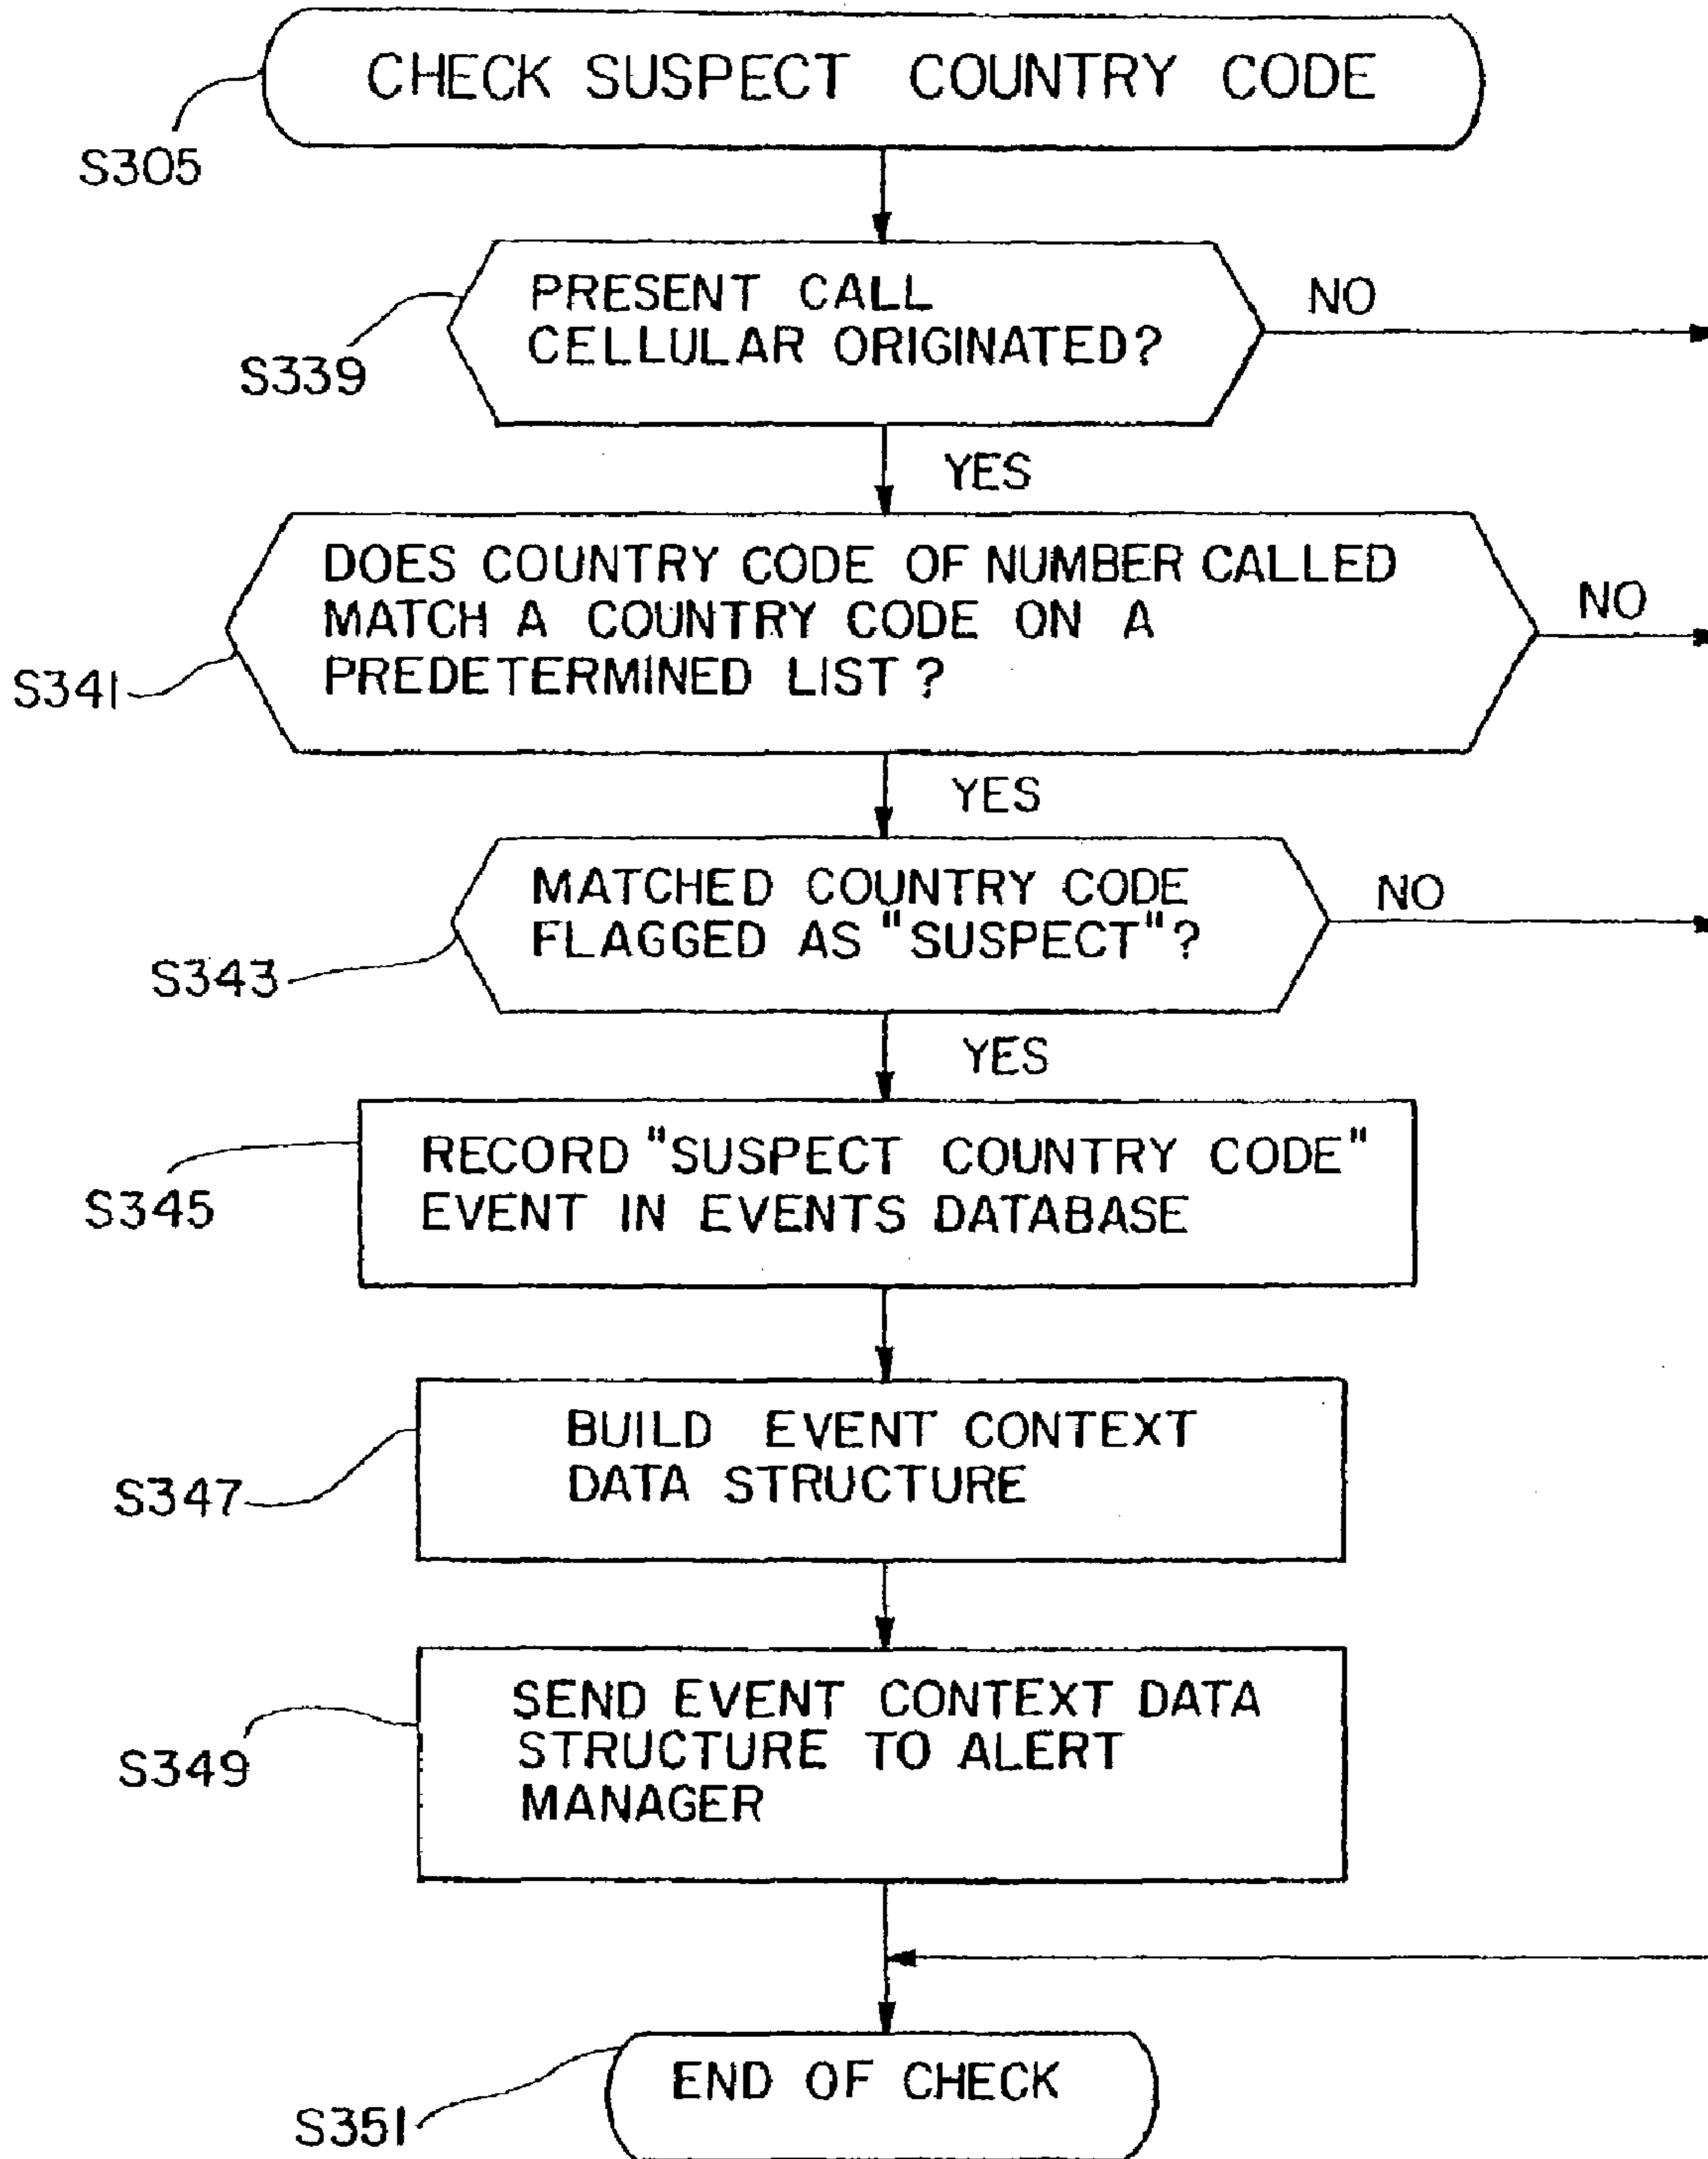 CHECK SUSPECT COUNTRY CODE
S305
PRESENT CALL
CELLULAR ORIGINATED?
NO
S339
YES
DOES COUNTRY CODE OF NUMBER CALLED
MATCH A COUNTRY CODE ON A
PREDETERMINED LIST?
NO
S341
YES
MATCHED COUNTRY CODE
FLAGGED AS "SUSPECT"?
NO
S343
YES
RECORD "SUSPECT COUNTRY CODE"
EVENT IN EVENTS DATABASE
S345
BUILD EVENT CONTEXT
DATA STRUCTURE
S347
SEND EVENT CONTEXT DATA
STRUCTURE TO ALERT
MANAGER
S349
END OF CHECK
S351